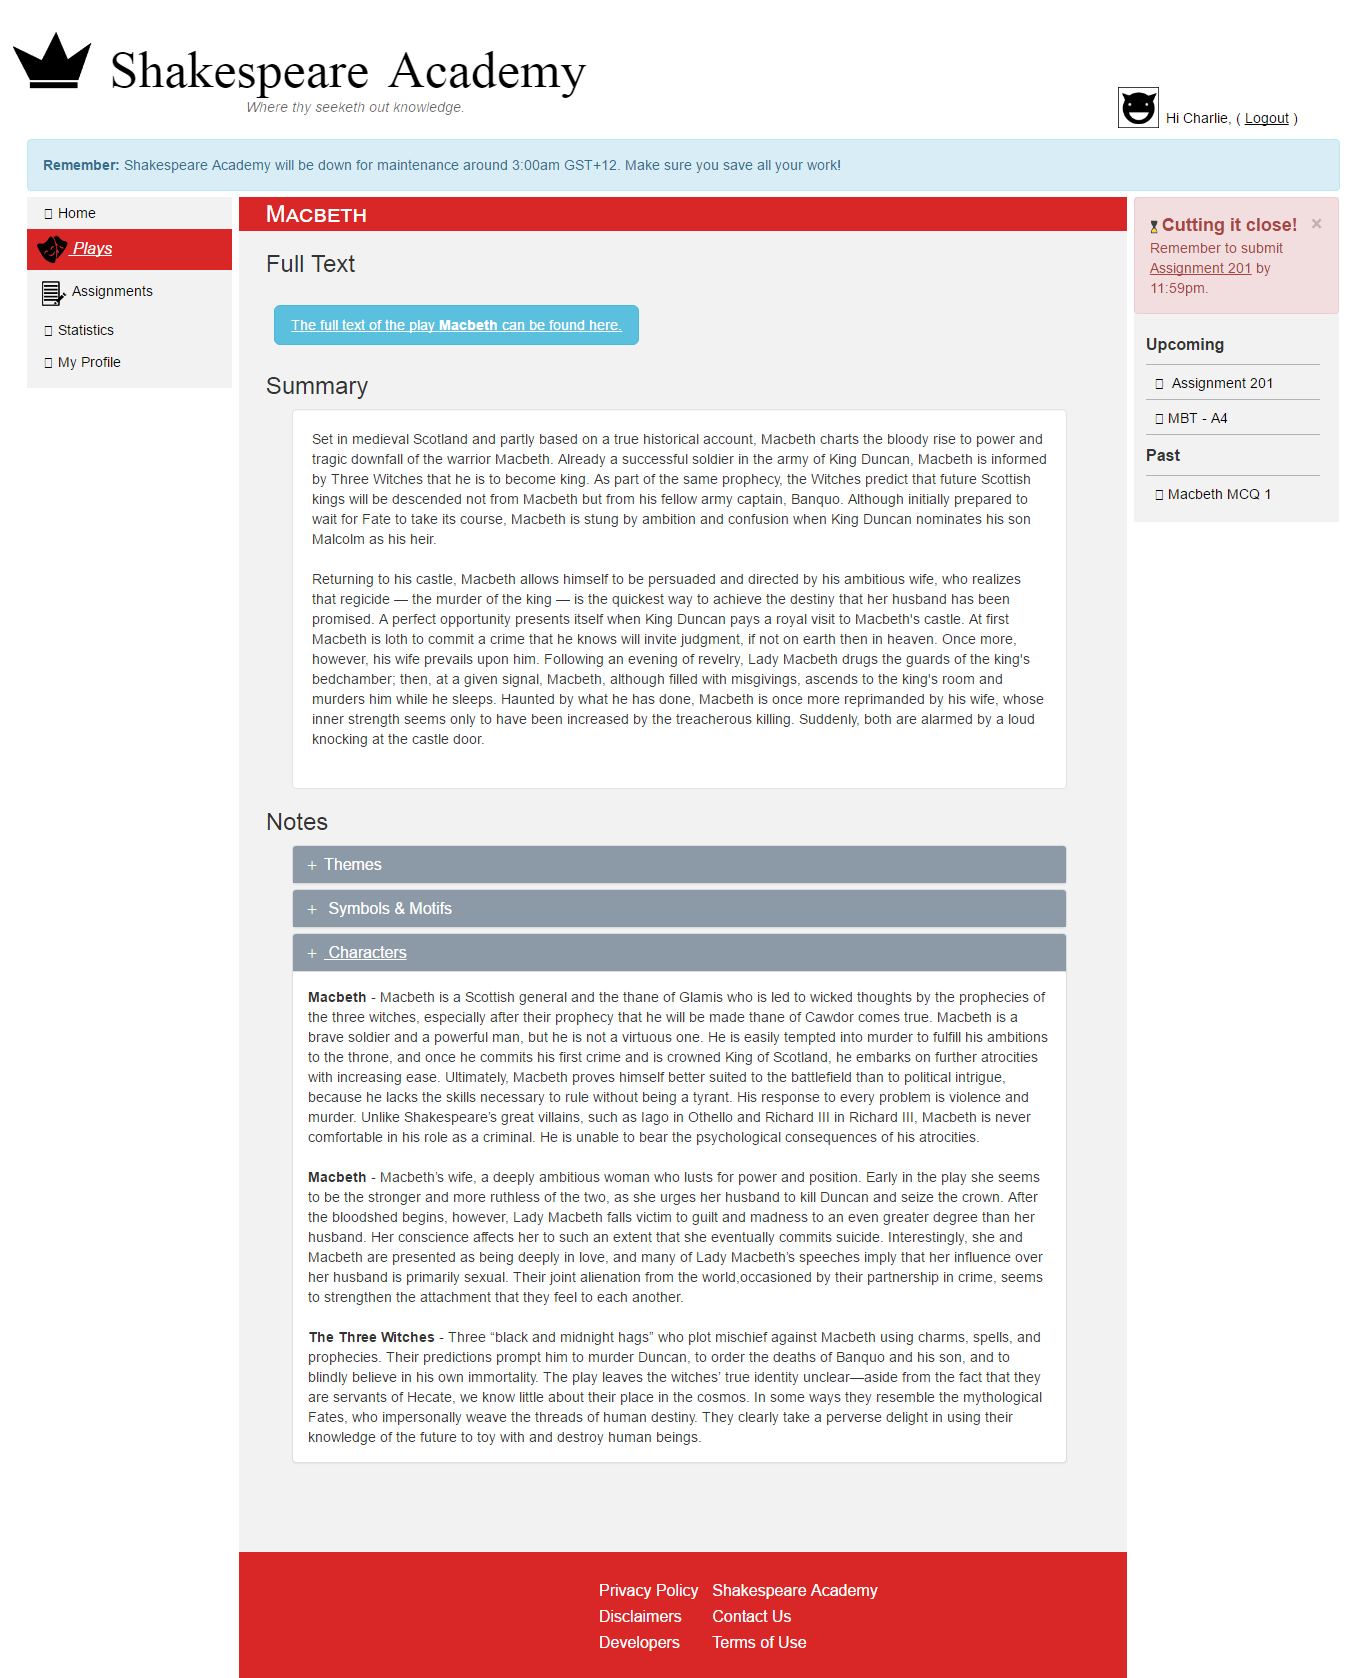 Shakespeare Academy
Where thy seeketh out knowledge.
Hi Charlie, ( Logout )
Remember: Shakespeare Academy will be down for maintenance around 3:00am GST+12. Make sure you save all your work!
Home
Plays
Assignments
Statistics
My Profile
MACBETH
Full Text
The full text of the play Macbeth can be found here.
Summary
Set in medieval Scotland and partly based on a true historical account, Macbeth charts the bloody rise to power and
tragic downfall of the warrior Macbeth. Already a successful soldier in the army of King Duncan, Macbeth is informed
by Three Witches that he is to become king. As part of the same prophecy, the Witches predict that future Scottish
kings will be descended not from Macbeth but from his fellow army captain, Banquo. Although initially prepared to
wait for Fate to take its course, Macbeth is stung by ambition and confusion when King Duncan nominates his son
Malcolm as his heir.
Returning to his castle, Macbeth allows himself to be persuaded and directed by his ambitious wife, who realizes
that regicide — the murder of the king — is the quickest way to achieve the destiny that her husband has been
promised. A perfect opportunity presents itself when King Duncan pays a royal visit to Macbeth's castle. At first
Macbeth is loth to commit a crime that he knows will invite judgment, if not on earth then in heaven. Once more,
however, his wife prevails upon him. Following an evening of revelry, Lady Macbeth drugs the guards of the king's
bedchamber; then, at a given signal, Macbeth, although filled with misgivings, ascends to the king's room and
murders him while he sleeps. Haunted by what he has done, Macbeth is once more reprimanded by his wife, whose
inner strength seems only to have been increased by the treacherous killing. Suddenly, both are alarmed by a loud
knocking at the castle door.
Notes
+ Themes
+ Symbols & Motifs
+ Characters
Macbeth - Macbeth is a Scottish general and the thane of Glamis who is led to wicked thoughts by the prophecies of
the three witches, especially after their prophecy that he will be made thane of Cawdor comes true. Macbeth is a
brave soldier and a powerful man, but he is not a virtuous one. He is easily tempted into murder to fulfill his ambitions
to the throne, and once he commits his first crime and is crowned King of Scotland, he embarks on further atrocities
with increasing ease. Ultimately, Macbeth proves himself better suited to the battlefield than to political intrigue,
because he lacks the skills necessary to rule without being a tyrant. His response to every problem is violence and
murder. Unlike Shakespeare’s great villains, such as Iago in Othello and Richard III in Richard III, Macbeth is never
comfortable in his role as a criminal. He is unable to bear the psychological consequences of his atrocities.
Macbeth - Macbeth’s wife, a deeply ambitious woman who lusts for power and position. Early in the play she seems
to be the stronger and more ruthless of the two, as she urges her husband to kill Duncan and seize the crown. After
the bloodshed begins, however, Lady Macbeth falls victim to guilt and madness to an even greater degree than her
husband. Her conscience affects her to such an extent that she eventually commits suicide. Interestingly, she and
Macbeth are presented as being deeply in love, and many of Lady Macbeth’s speeches imply that her influence over
her husband is primarily sexual. Their joint alienation from the world,occasioned by their partnership in crime, seems
to strengthen the attachment that they feel to each another.
The Three Witches - Three “black and midnight hags” who plot mischief against Macbeth using charms, spells, and
prophecies. Their predictions prompt him to murder Duncan, to order the deaths of Banquo and his son, and to
blindly believe in his own immortality. The play leaves the witches’ true identity unclear—aside from the fact that they
are servants of Hecate, we know little about their place in the cosmos. In some ways they resemble the mythological
Fates, who impersonally weave the threads of human destiny. They clearly take a perverse delight in using their
knowledge of the future to toy with and destroy human beings.
Cutting it close! ×
Remember to submit
Assignment 201 by
11:59pm.
Upcoming
Assignment 201
MBT - A4
Past
Macbeth MCQ 1
Privacy Policy Shakespeare Academy
Disclaimers Contact Us
Developers Terms of Use